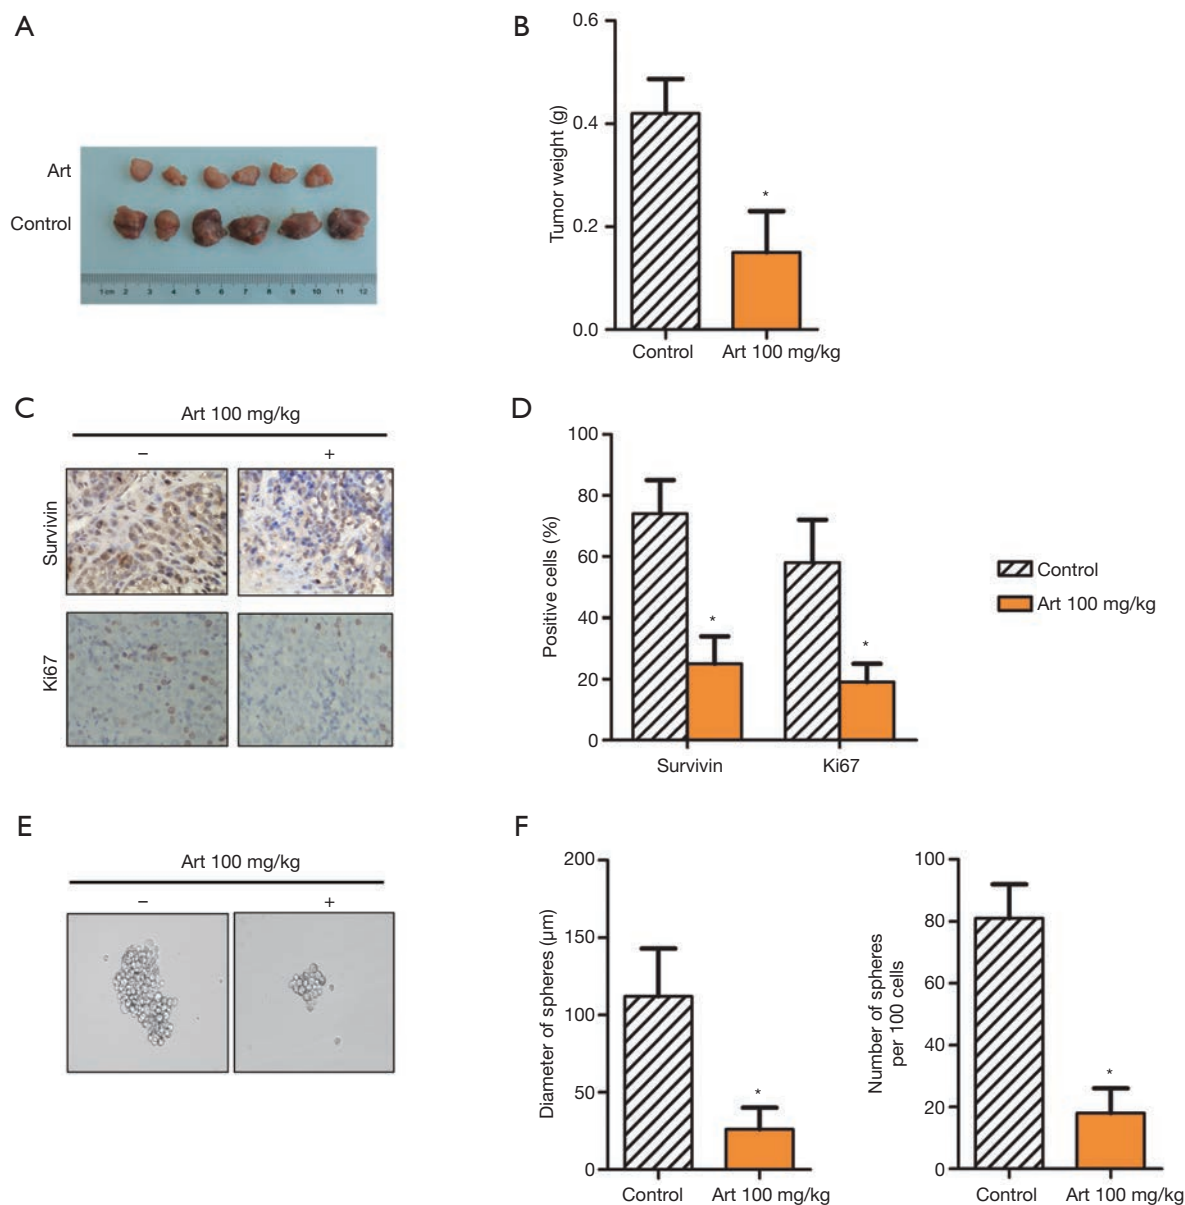 A
Art
Control
1 cm 2 3 4 5 6 7 8 9 10 11 12
B
Tumor weight (g)
0.6
0.4
0.2
0.0
*
Control
Art 100 mg/kg
C
Art 100 mg/kg
− +
Survivin
Ki67
D
Positive cells (%)
100
80
60
40
20
0
*
*
Survivin
Ki67
Control
Art 100 mg/kg
E
Art 100 mg/kg
− +
F
Diameter of spheres (μm)
200
150
100
50
0
*
Control
Art 100 mg/kg
Number of spheres
per 100 cells
100
80
60
40
20
0
*
Control
Art 100 mg/kg